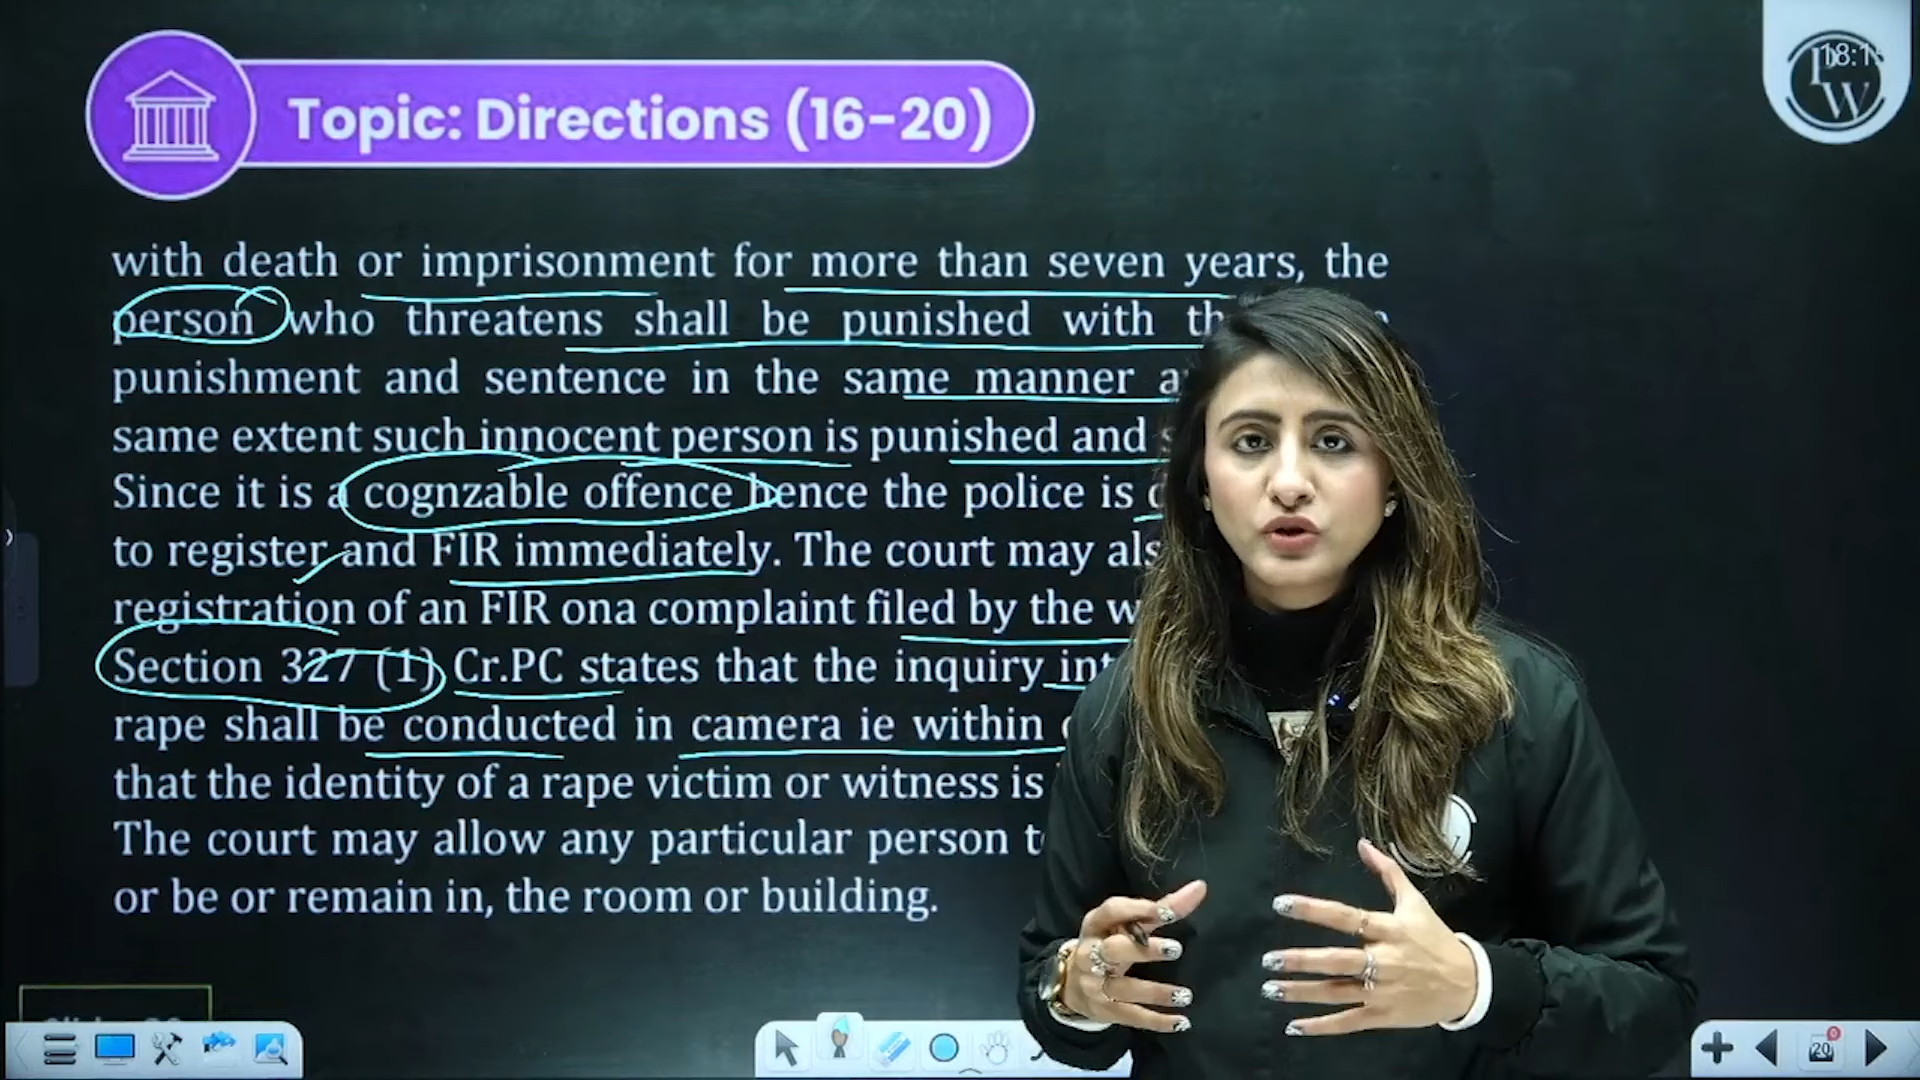 Topic: Directions (16-20)
18:1
PW
with death or imprisonment for more than seven years, the
person who threatens shall be punished with
punishment and sentence in the same manner
same extent such innocent person is punished and
Since it is a cognzable offence hence the police is
to register and FIR immediately. The court may
registration of an FIR ona complaint filed by the
Section 327 (1) Cr.PC states that the inquiry
rape shall be conducted in camera ie within
that the identity of a rape victim or witness is
The court may allow any particular person
or be or remain in, the room or building.
20